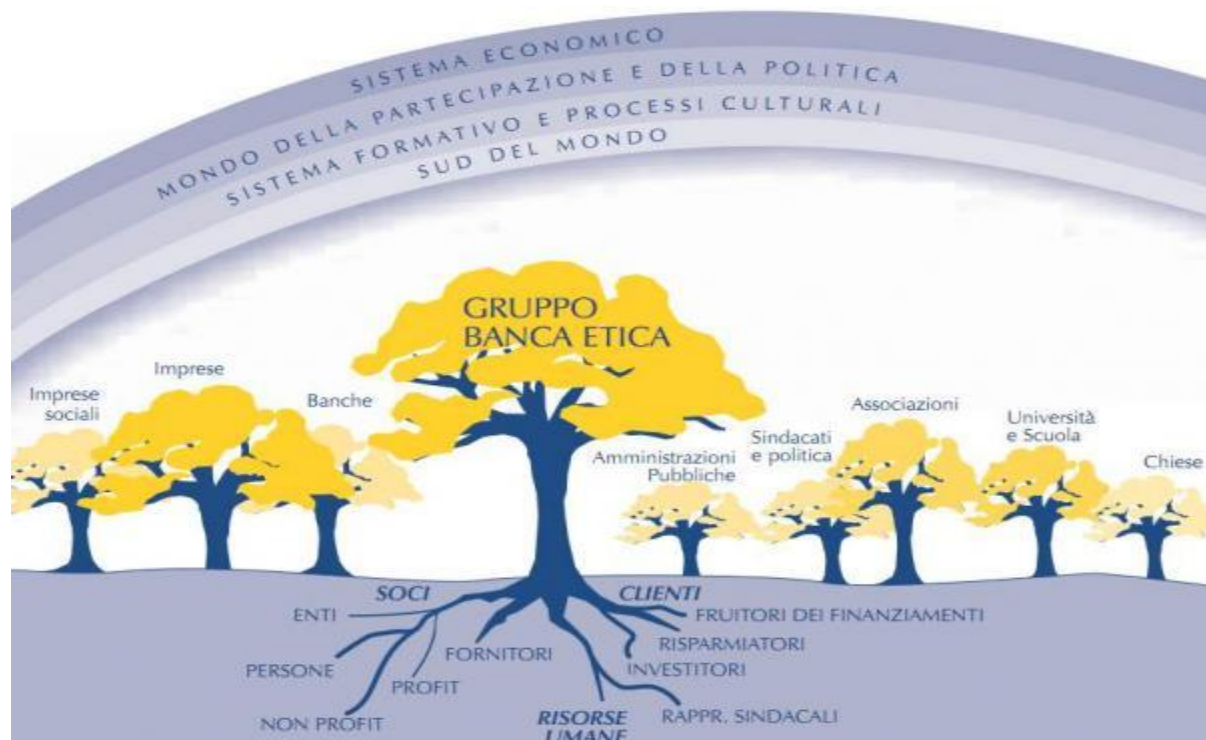 SISTEMA ECONOMICO
MONDO DELLA PARTECIPAZIONE E DELLA POLITICA
SISTEMA FORMATIVO E PROCESSI CULTURALI
SUD DEL MONDO
GRUPPO
BANCA ETICA
Imprese
sociali
Imprese
Banche
Amministrazioni
Pubbliche
Sindacati
e politica
Associazioni
Università
e Scuola
Chiese
SOCI
ENTI
PERSONE
PROFIT
NON PROFIT
FORNITORI
CLIENTI
FRUITORI DEI FINANZIAMENTI
RISPARMIATORI
INVESTITORI
RISORSE
UMANE
RAPPR. SINDACALI